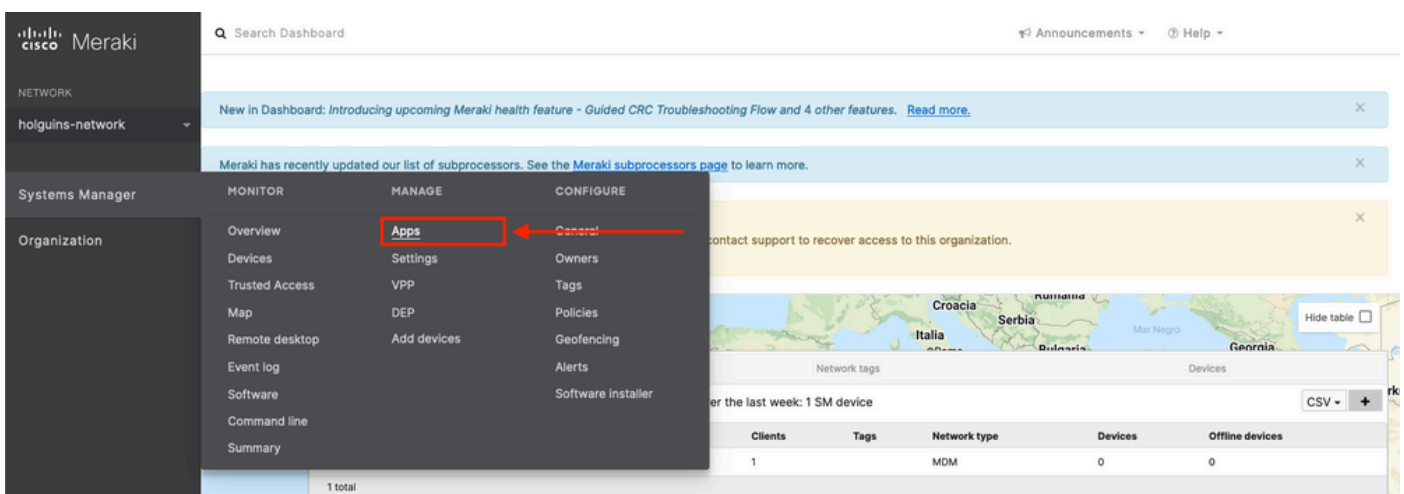 cisco Meraki
Search Dashboard
Announcements
Help
NETWORK
holguins-network
New in Dashboard: Introducing upcoming Meraki health feature - Guided CRC Troubleshooting Flow and 4 other features. Read more.
Meraki has recently updated our list of subprocessors. See the Meraki subprocessors page to learn more.
contact support to recover access to this organization.
Systems Manager
Organization
MONITOR
Overview
Devices
Trusted Access
Map
Remote desktop
Event log
Software
Command line
Summary
MANAGE
Apps
Settings
VPP
DEP
Add devices
CONFIGURE
General
Owners
Tags
Policies
Geofencing
Alerts
Software installer
Croacia
Serbia
Italia
Mar Negro
Georgia
Hide table
Network tags
Devices
the last week: 1 SM device
CSV
+
Clients Tags Network type Devices Offline devices
1 MDM 0 0
1 total